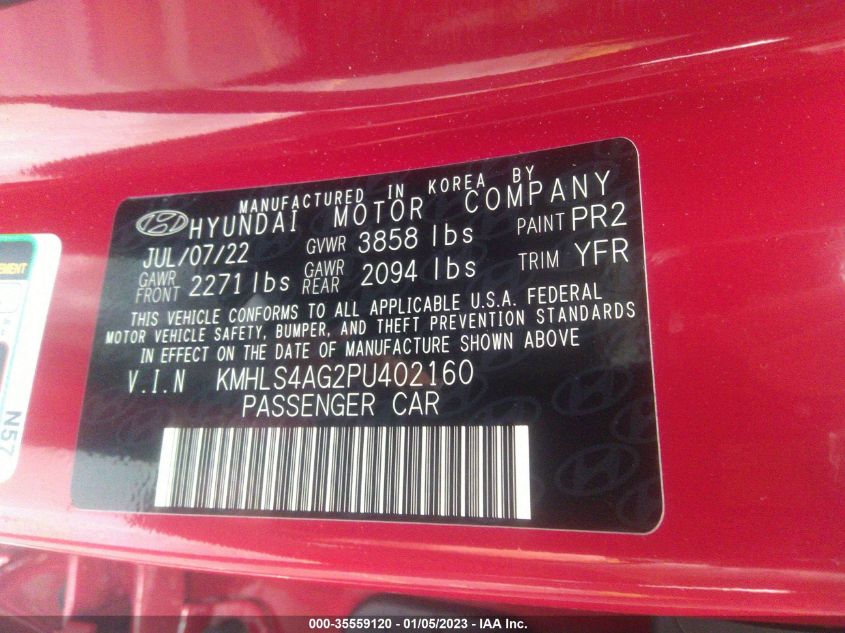 MANUFACTURED IN KOREA BY
HYUNDAI MOTOR COMPANY
JUL/07/22 GVWR 3858 lbs PAINT PR2
GAWR FRONT 2271 lbs GAWR REAR 2094 lbs TRIM YFR
THIS VEHICLE CONFORMS TO ALL APPLICABLE U.S.A. FEDERAL
MOTOR VEHICLE SAFETY, BUMPER, AND THEFT PREVENTION STANDARDS
IN EFFECT ON THE DATE OF MANUFACTURE SHOWN ABOVE
V.I.N KMHLS4AG2PU402160
PASSENGER CAR
N57
000-35559120 - 01/05/2023 - IAA Inc.